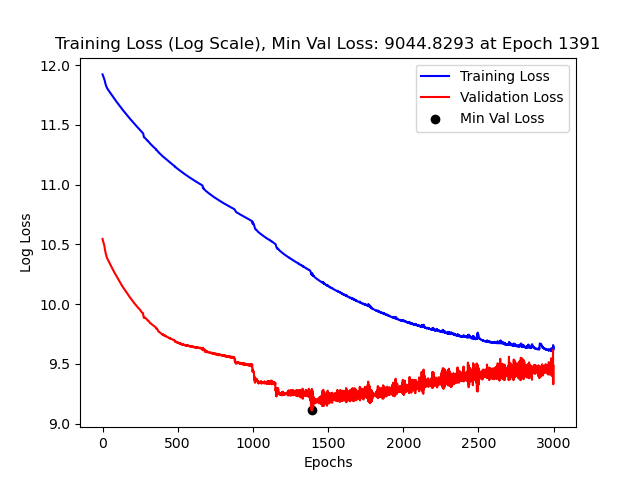 Training Loss (Log Scale), Min Val Loss: 9044.8293 at Epoch 1391
Training Loss
Validation Loss
Min Val Loss
Log Loss
12.0
11.5
11.0
10.5
10.0
9.5
9.0
0 500 1000 1500 2000 2500 3000
Epochs